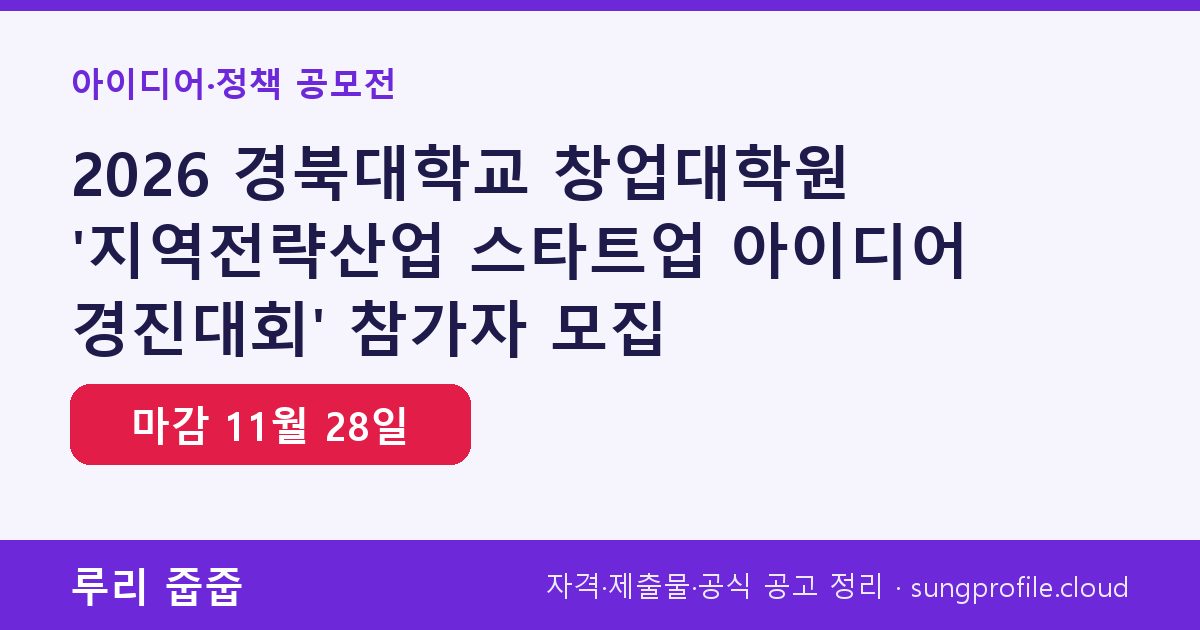 아이디어·정책 공모전
2026 경북대학교 창업대학원
'지역전략산업 스타트업 아이디어
경진대회' 참가자 모집
마감 11월 28일
루리 줍줍
자격·제출물·공식 공고 정리 · sungprofile.cloud